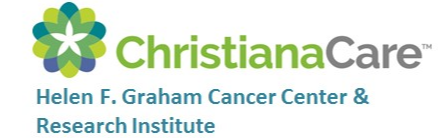 ChristianaCare™
Helen F. Graham Cancer Center &
Research Institute